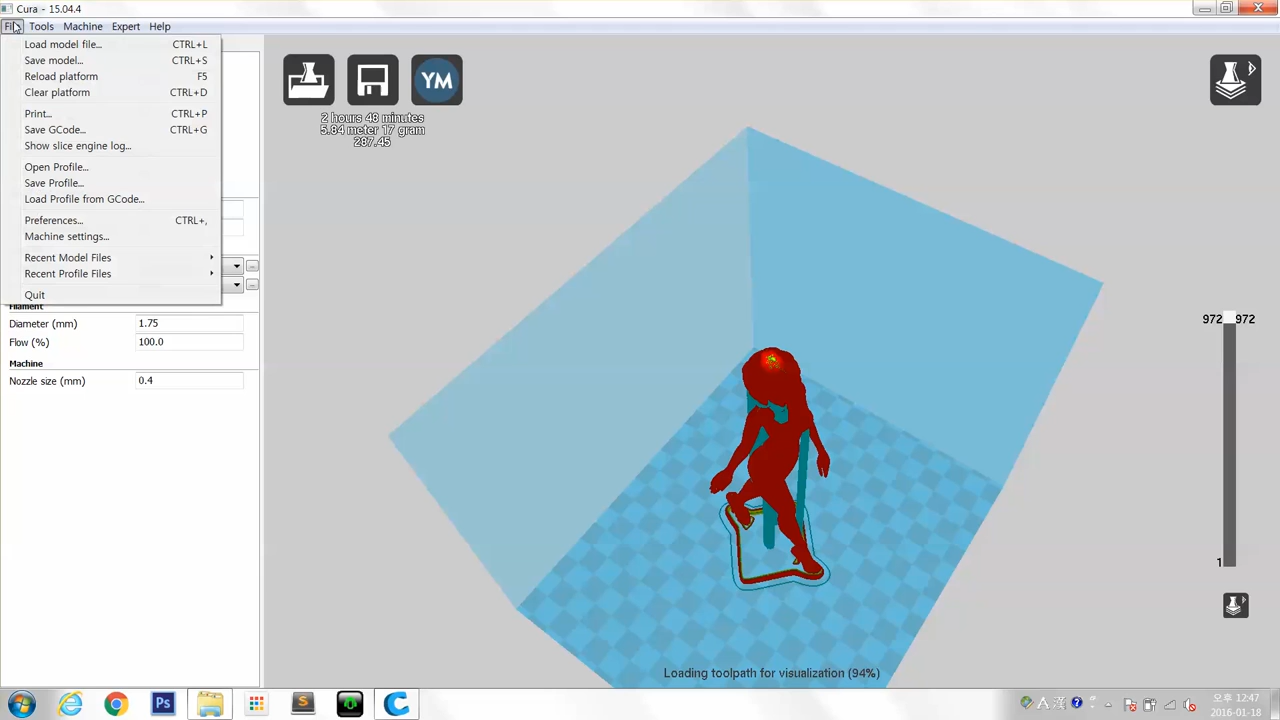 Cura - 15.04.4
File Tools Machine Expert Help
Load model file... CTRL+L
Save model... CTRL+S
Reload platform F5
Clear platform CTRL+D
Print... CTRL+P
Save GCode... CTRL+G
Show slice engine log...
Open Profile...
Save Profile...
Load Profile from GCode...
Preferences... CTRL+,
Machine settings...
Recent Model Files
Recent Profile Files
Quit
Filament
Diameter (mm) 1.75
Flow (%) 100.0
Machine
Nozzle size (mm) 0.4
YM
2 hours 48 minutes
5.84 meter 17 gram
287.45
972 972
1
Loading toolpath for visualization (94%)
Ps
S
A 漢 ?
오후 12:47
2016-01-18